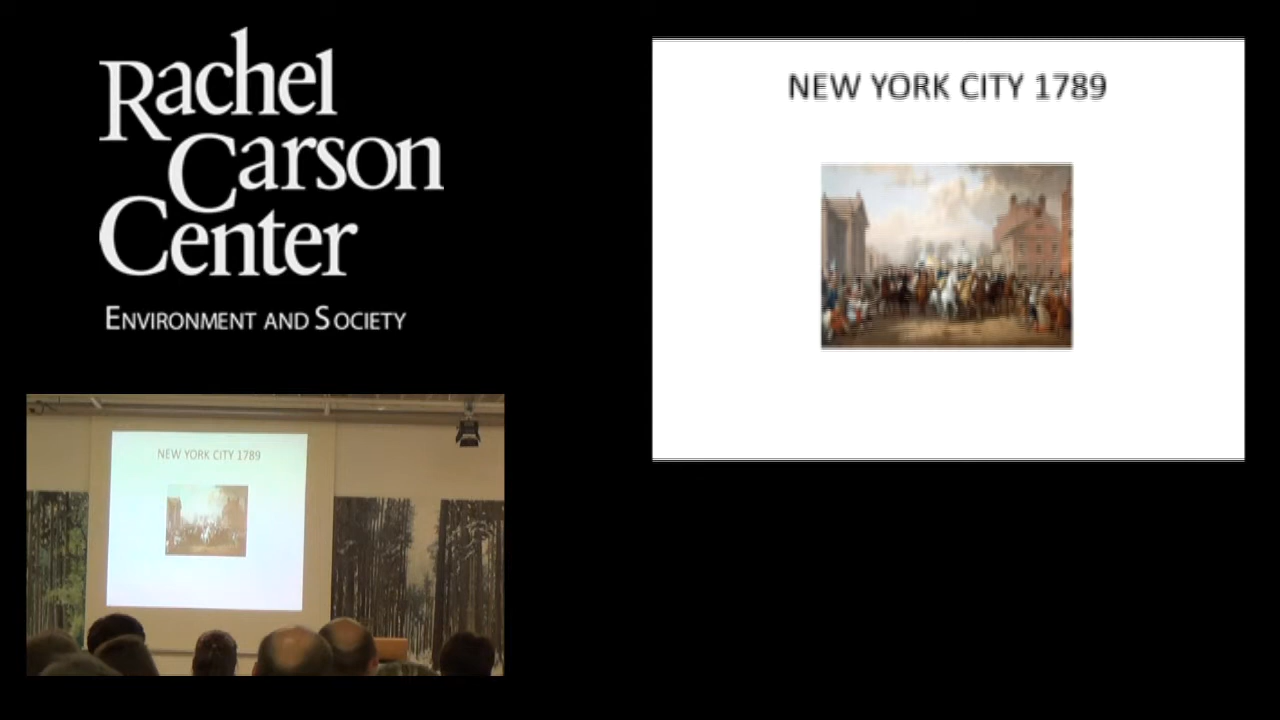 Rachel
Carson
Center
ENVIRONMENT AND SOCIETY
NEW YORK CITY 1789
NEW YORK CITY 1789